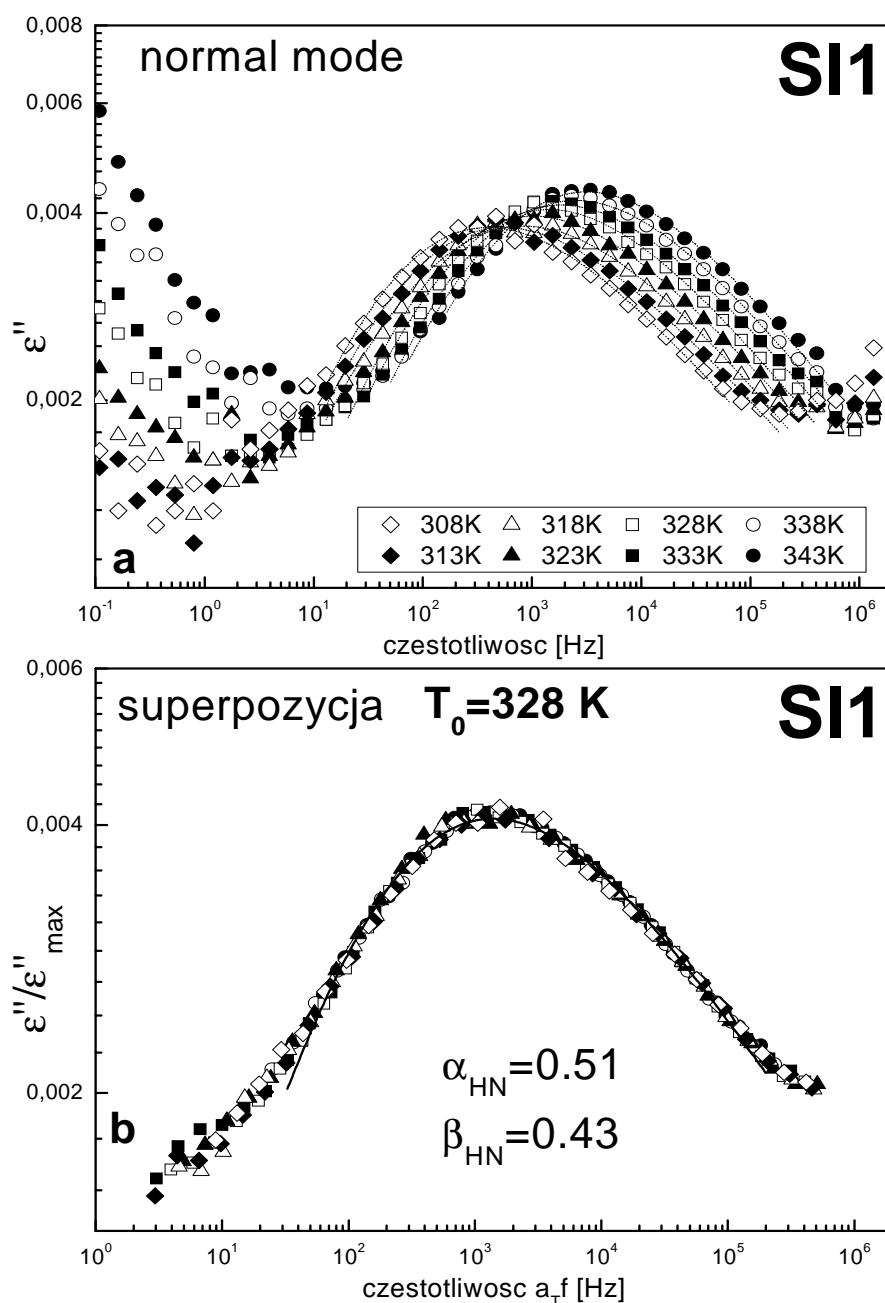 0,008
normal mode
SI1
0,006
0,004
ε''
0,002
308K 318K 328K 338K
313K 323K 333K 343K
a
10-1 100 101 102 103 104 105 106
czestotliwosc [Hz]
0,006
superpozycja T0=328 K
SI1
0,004
ε''/ε''max
αHN=0.51
0,002
βHN=0.43
b
100 101 102 103 104 105 106
czestotliwosc aTf [Hz]